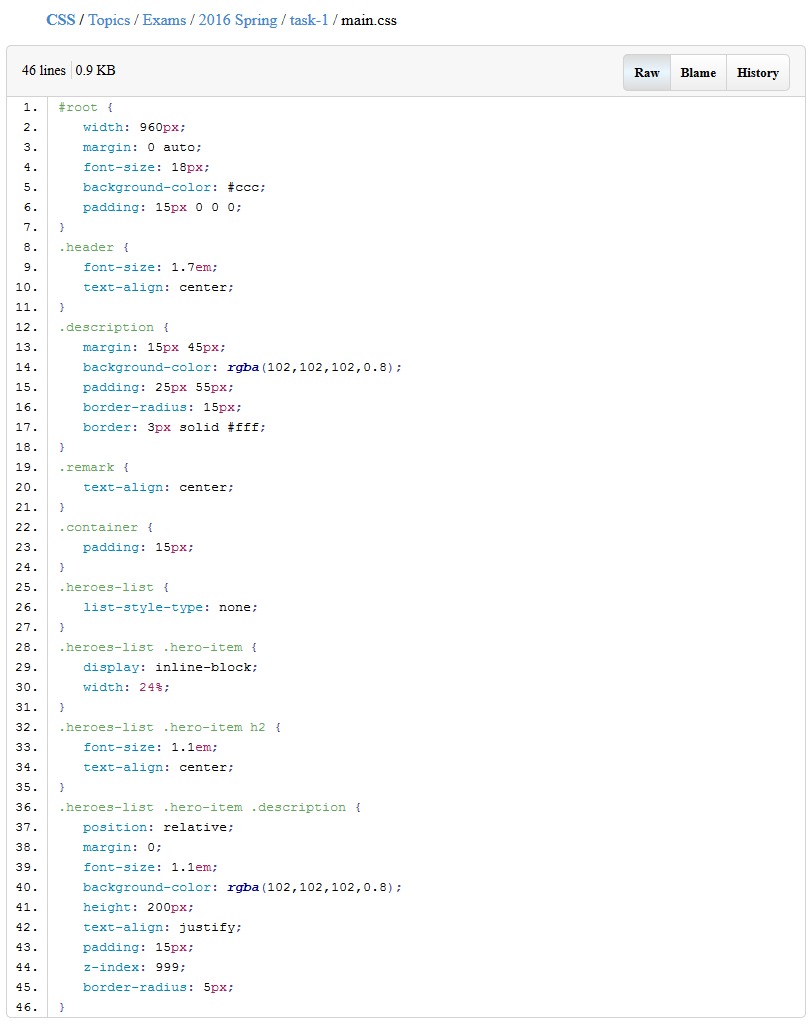 CSS / Topics / Exams / 2016 Spring / task-1 / main.css
46 lines 0.9 KB Raw Blame History
1. #root {
2. width: 960px;
3. margin: 0 auto;
4. font-size: 18px;
5. background-color: #ccc;
6. padding: 15px 0 0 0;
7. }
8. .header {
9. font-size: 1.7em;
10. text-align: center;
11. }
12. .description {
13. margin: 15px 45px;
14. background-color: rgba(102,102,102,0.8);
15. padding: 25px 55px;
16. border-radius: 15px;
17. border: 3px solid #fff;
18. }
19. .remark {
20. text-align: center;
21. }
22. .container {
23. padding: 15px;
24. }
25. .heroes-list {
26. list-style-type: none;
27. }
28. .heroes-list .hero-item {
29. display: inline-block;
30. width: 24%;
31. }
32. .heroes-list .hero-item h2 {
33. font-size: 1.1em;
34. text-align: center;
35. }
36. .heroes-list .hero-item .description {
37. position: relative;
38. margin: 0;
39. font-size: 1.1em;
40. background-color: rgba(102,102,102,0.8);
41. height: 200px;
42. text-align: justify;
43. padding: 15px;
44. z-index: 999;
45. border-radius: 5px;
46. }